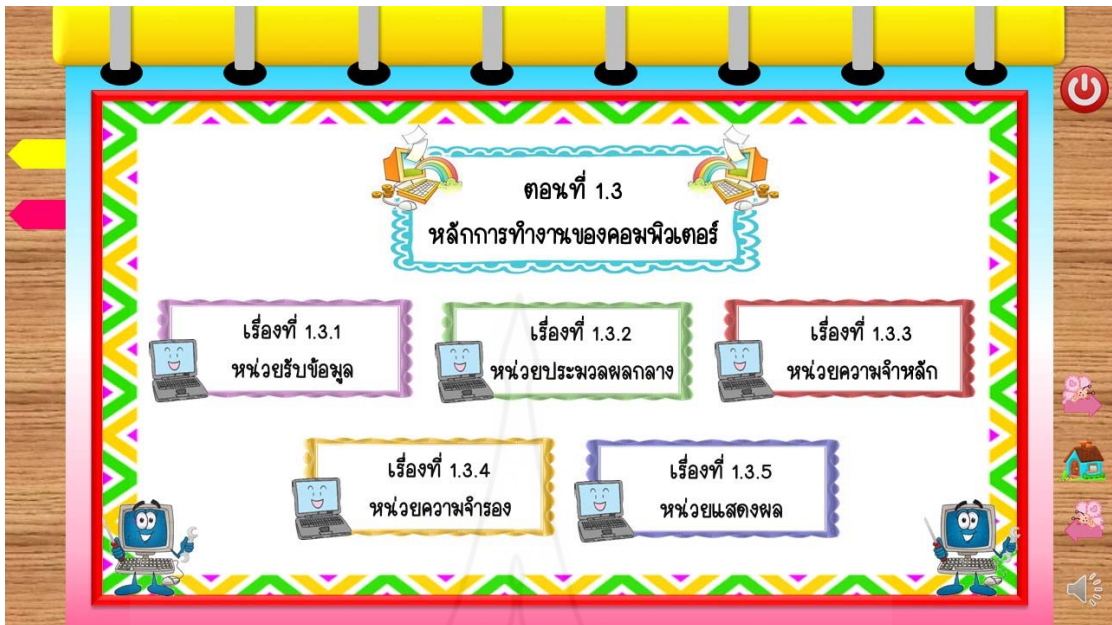 ตอนที่ 1.3
หลักการทำงานของคอมพิวเตอร์
เรื่องที่ 1.3.1
หน่วยรับข้อมูล
เรื่องที่ 1.3.2
หน่วยประมวลผลกลาง
เรื่องที่ 1.3.3
หน่วยความจำหลัก
เรื่องที่ 1.3.4
หน่วยความจำรอง
เรื่องที่ 1.3.5
หน่วยแสดงผล